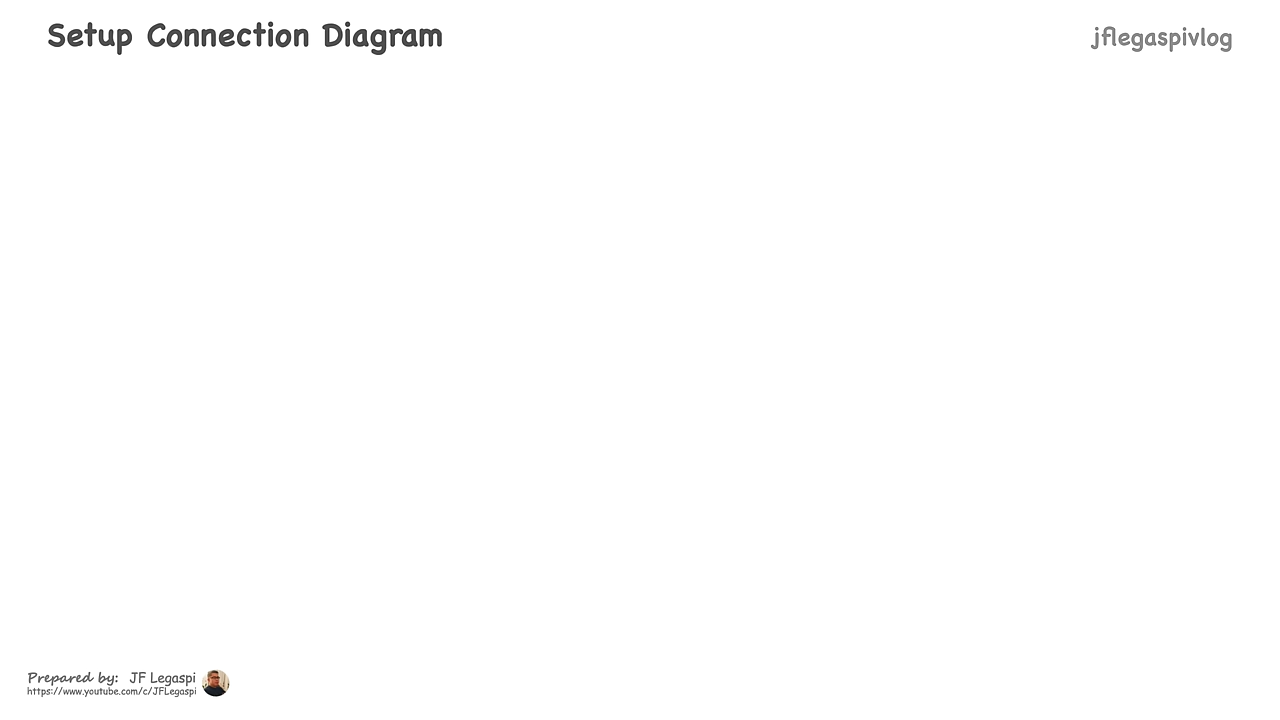 Setup Connection Diagram
jflegaspivlog
Prepared by: JF Legaspi
https://www.youtube.com/c/JFLegaspi